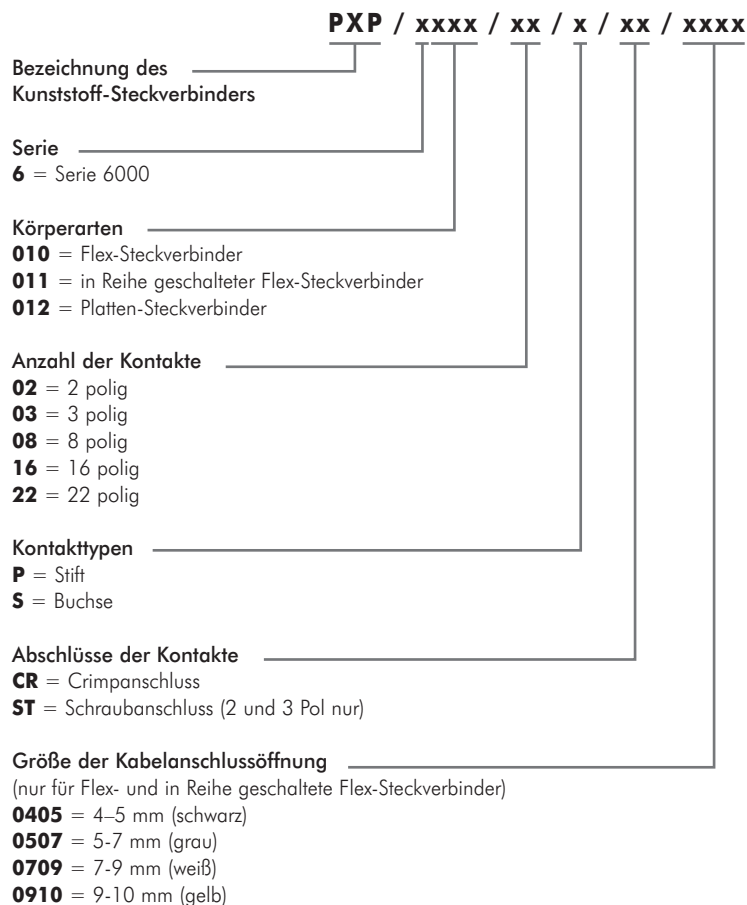 PXP / xxxx / xx / x / xx / xxxx
Bezeichnung des
Kunststoff-Steckverbinders
Serie
6 = Serie 6000
Körperarten
010 = Flex-Steckverbinder
011 = in Reihe geschalteter Flex-Steckverbinder
012 = Platten-Steckverbinder
Anzahl der Kontakte
02 = 2 polig
03 = 3 polig
08 = 8 polig
16 = 16 polig
22 = 22 polig
Kontakttypen
P = Stift
S = Buchse
Abschlüsse der Kontakte
CR = Crimpanschluss
ST = Schraubanschluss (2 und 3 Pol nur)
Größe der Kabelanschlussöffnung
(nur für Flex- und in Reihe geschaltete Flex-Steckverbinder)
0405 = 4–5 mm (schwarz)
0507 = 5-7 mm (grau)
0709 = 7-9 mm (weiß)
0910 = 9-10 mm (gelb)